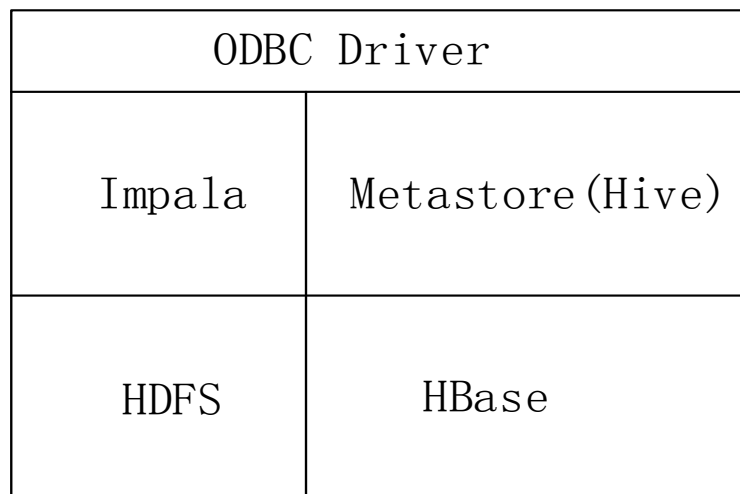 ODBC Driver
Impala
Metastore(Hive)
HDFS
HBase